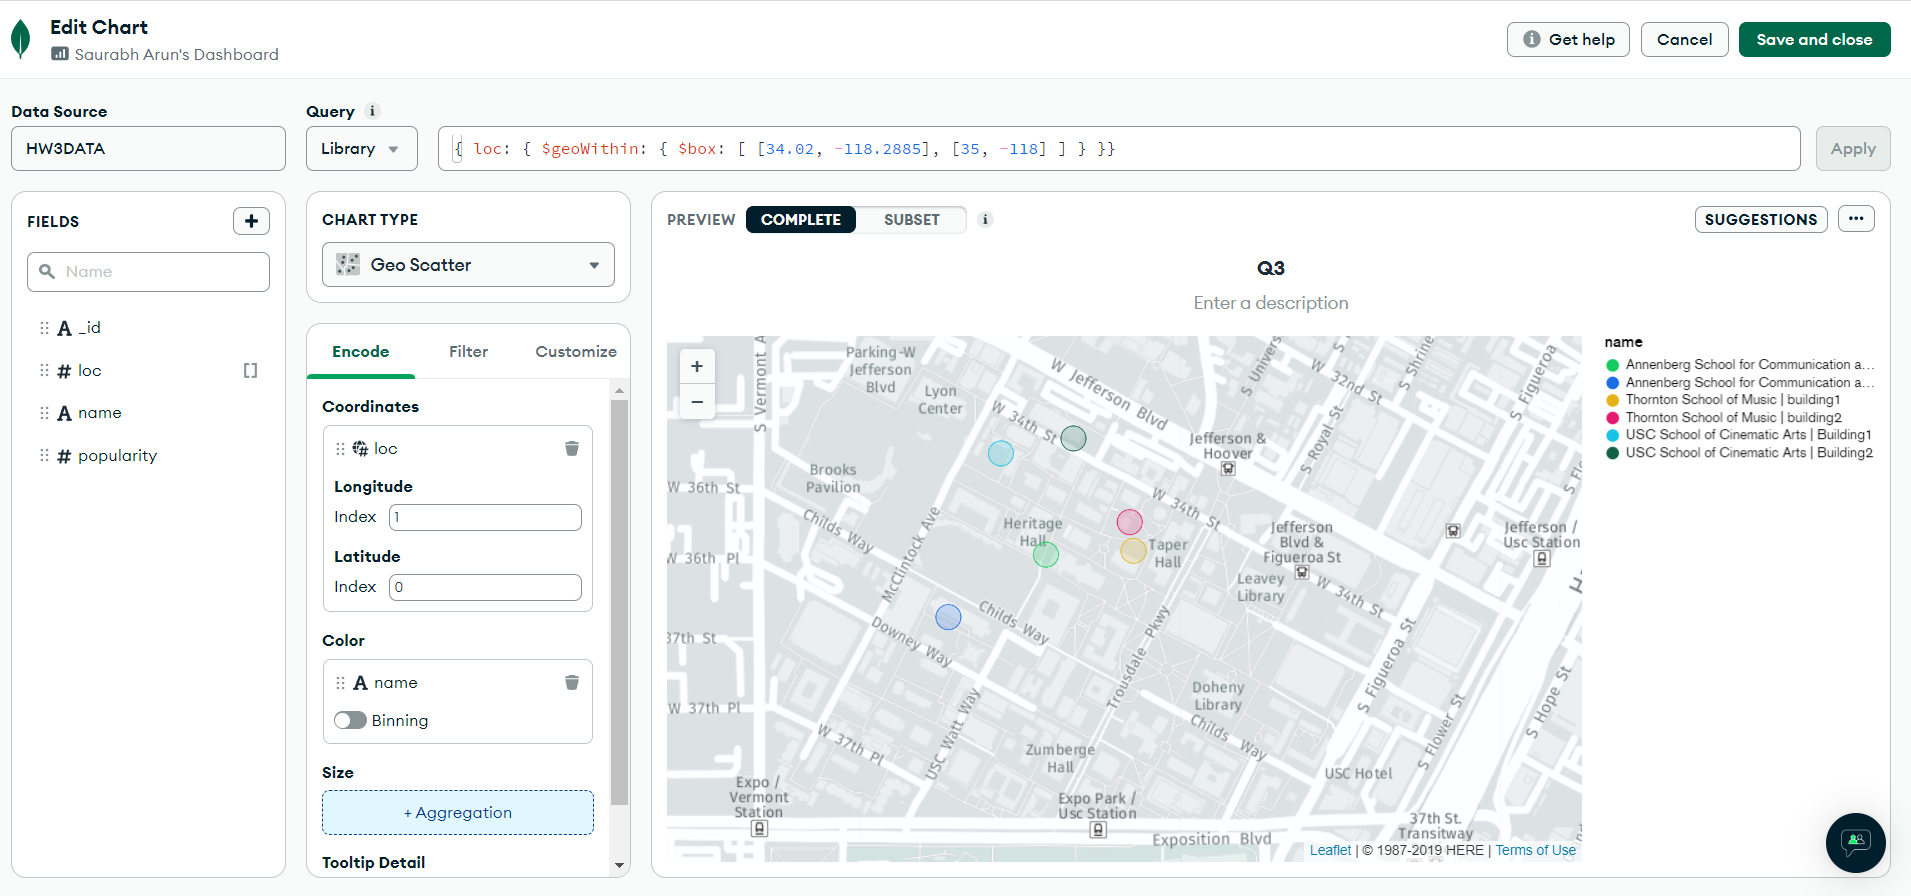 Edit Chart
Saurabh Arun's Dashboard
Get help
Cancel
Save and close
Data Source
HW3DATA
Query
Library
{ loc: { $geoWithin: { $box: [ [34.02, -118.2885], [35, -118] ] } }}
Apply
FIELDS
Name
_id
loc
name
popularity
CHART TYPE
Geo Scatter
Encode
Filter
Customize
Coordinates
loc
Longitude
Index 1
Latitude
Index 0
Color
name
Binning
Size
+ Aggregation
Tooltip Detail
PREVIEW
COMPLETE
SUBSET
SUGGESTIONS
Q3
Enter a description
+
−
Parking-W
Jefferson
Blvd
Lyon
Center
W Jefferson Blvd
W 34th St
W 32nd St
S Royal St
S Figueroa
Jefferson &
Hoover
Brooks
Pavilion
W 36th St
Childs Way
McClintock Ave
Heritage
Hall
W 34th St
Jefferson
Blvd &
Figueroa St
Jefferson /
Usc Station
W 36th Pl
Taper
Hall
Leavey
Library
W 34th St
Childs Way
Downey Way
37th St
Trousdale Pkwy
S Figueroa St
W 37th Pl
W 37th Pl
USC Watt Way
Doheny
Library
Childs Way
S Flower St
S Hope St
Zumberge
Hall
USC Hotel
Expo /
Vermont
Station
Expo Park /
Usc Station
Exposition Blvd
37th St.
Transitway
Leaflet | © 1987-2019 HERE | Terms of Use
name
Annenberg School for Communication a...
Annenberg School for Communication a...
Thornton School of Music | building1
Thornton School of Music | building2
USC School of Cinematic Arts | Building1
USC School of Cinematic Arts | Building2